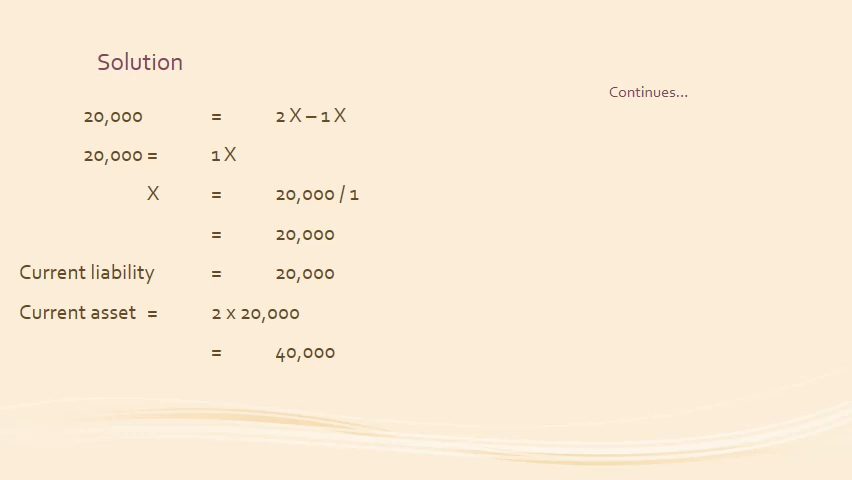 Solution
Continues...
20,000 = 2 X – 1 X
20,000 = 1 X
X = 20,000 / 1
= 20,000
Current liability = 20,000
Current asset = 2 x 20,000
= 40,000